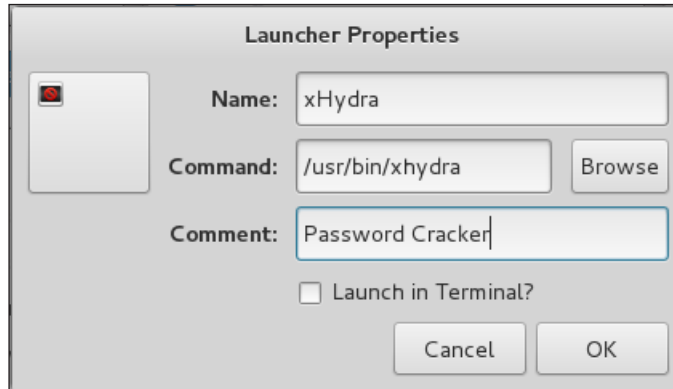 Launcher Properties
Name: xHydra
Command: /usr/bin/xhydra Browse
Comment: Password Cracker
Launch in Terminal?
Cancel OK